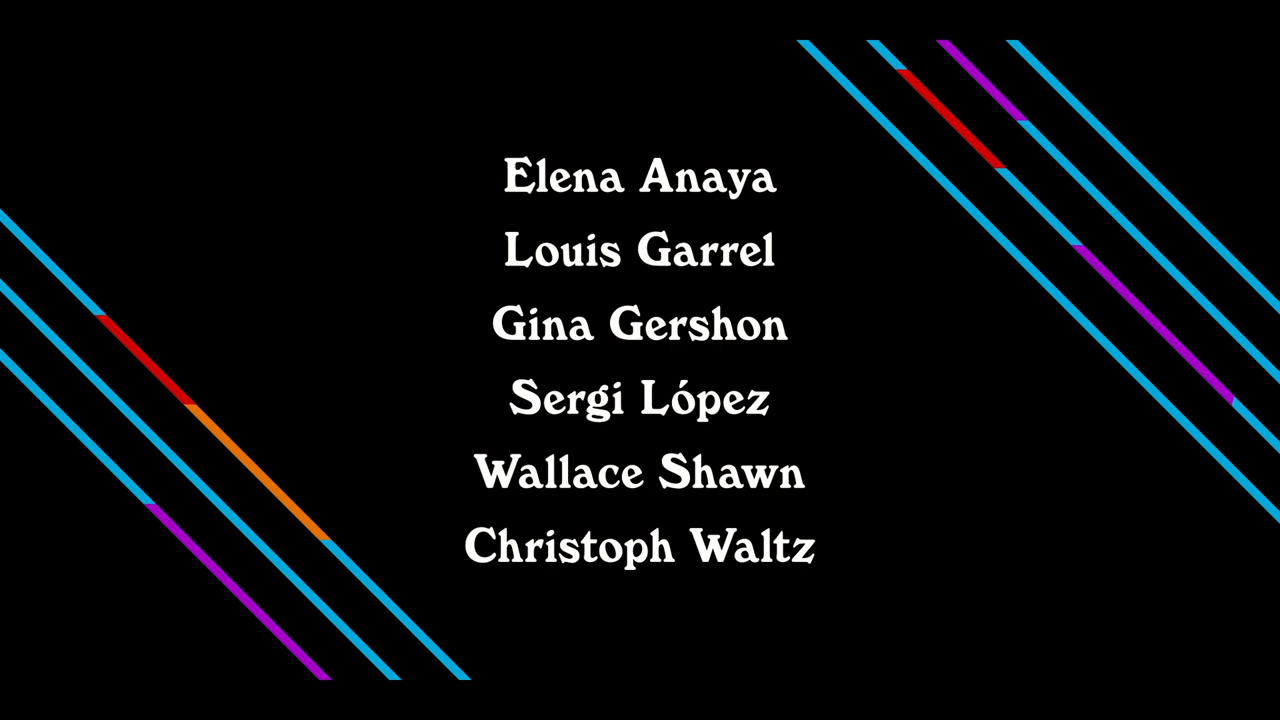 Elena Anaya
Louis Garrel
Gina Gershon
Sergi López
Wallace Shawn
Christoph Waltz